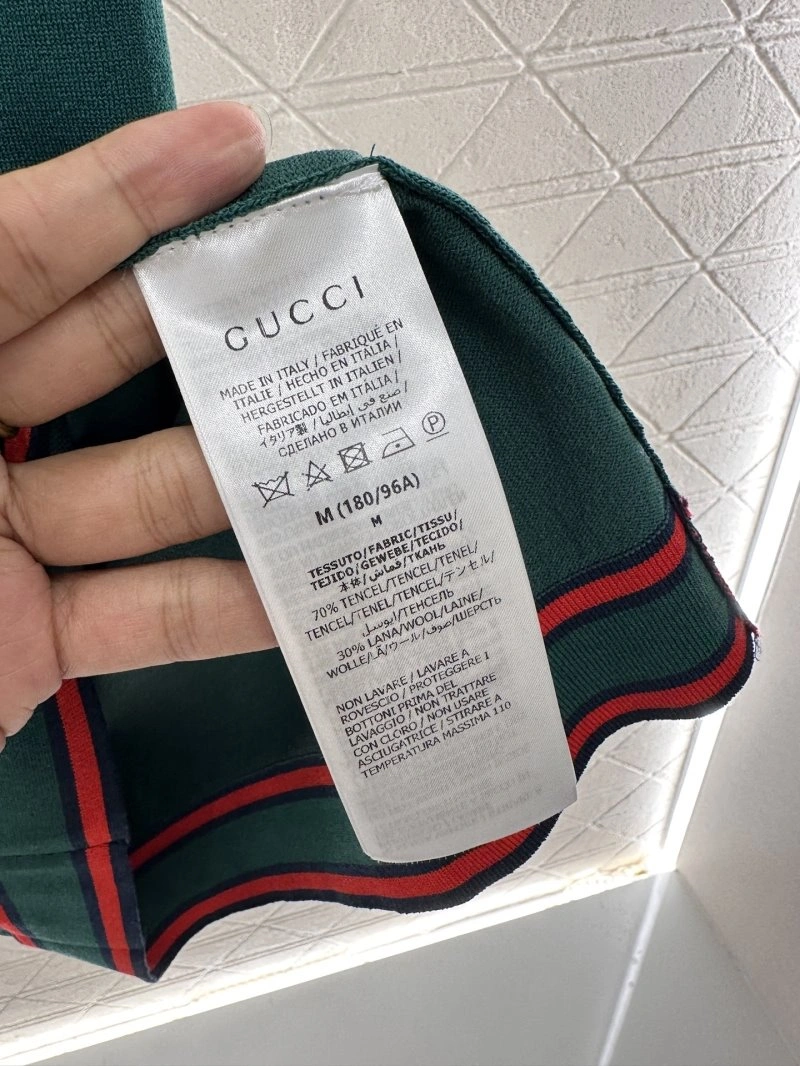 GUCCI
MADE IN ITALY / FABRIQUÉ EN
ITALIE / HECHO EN ITALIA /
HERGESTELLT IN ITALIEN /
FABRICADO EM ITÁLIA /
イタリア製 / صنع في إيطاليا /
СДЕЛАНО В ИТАЛИИ
P
M (180/96A)
M
TESSUTO/FABRIC/TISSU/
TEJIDO/GEWEBE/TECIDO/
本体/قماش/ТКАНЬ
70% TENCEL/TENCEL/TENEL/
TENCEL/TENEL/TENCEL/テンセル/
ليوسل/ТЕНСЕЛЬ
30% LANA/WOOL/LAINE/
WOLLE/LÃ/ウール/صوف/ШЕРСТЬ
NON LAVARE / LAVARE A
ROVESCIO / PROTEGGERE I
BOTTONI PRIMA DEL
LAVAGGIO / NON TRATTARE
CON CLORO / NON USARE
ASCIUGATRICE / STIRARE A
TEMPERATURA MASSIMA 110